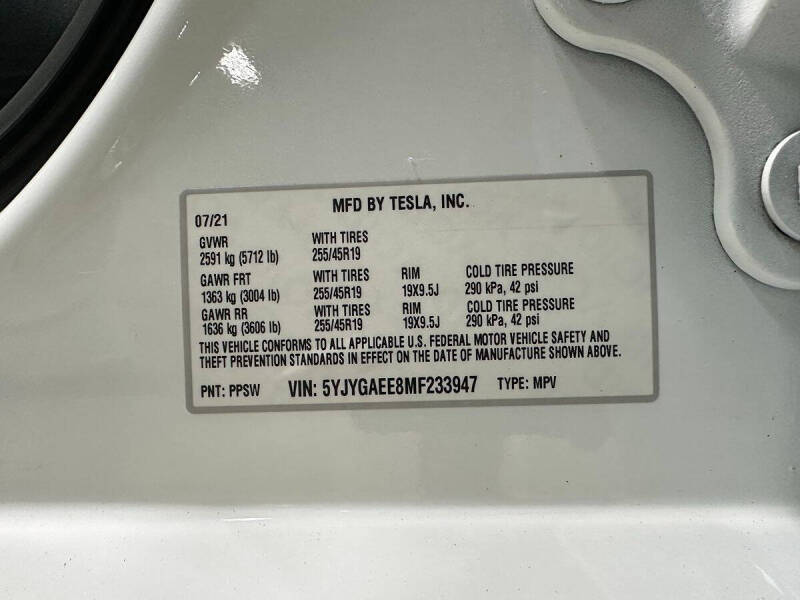 MFD BY TESLA, INC.
07/21
GVWR WITH TIRES
2591 kg (5712 lb) 255/45R19
GAWR FRT WITH TIRES RIM COLD TIRE PRESSURE
1363 kg (3004 lb) 255/45R19 19X9.5J 290 kPa, 42 psi
GAWR RR WITH TIRES RIM COLD TIRE PRESSURE
1636 kg (3606 lb) 255/45R19 19X9.5J 290 kPa, 42 psi
THIS VEHICLE CONFORMS TO ALL APPLICABLE U.S. FEDERAL MOTOR VEHICLE SAFETY AND
THEFT PREVENTION STANDARDS IN EFFECT ON THE DATE OF MANUFACTURE SHOWN ABOVE.
PNT: PPSW VIN: 5YJYGAEE8MF233947 TYPE: MPV